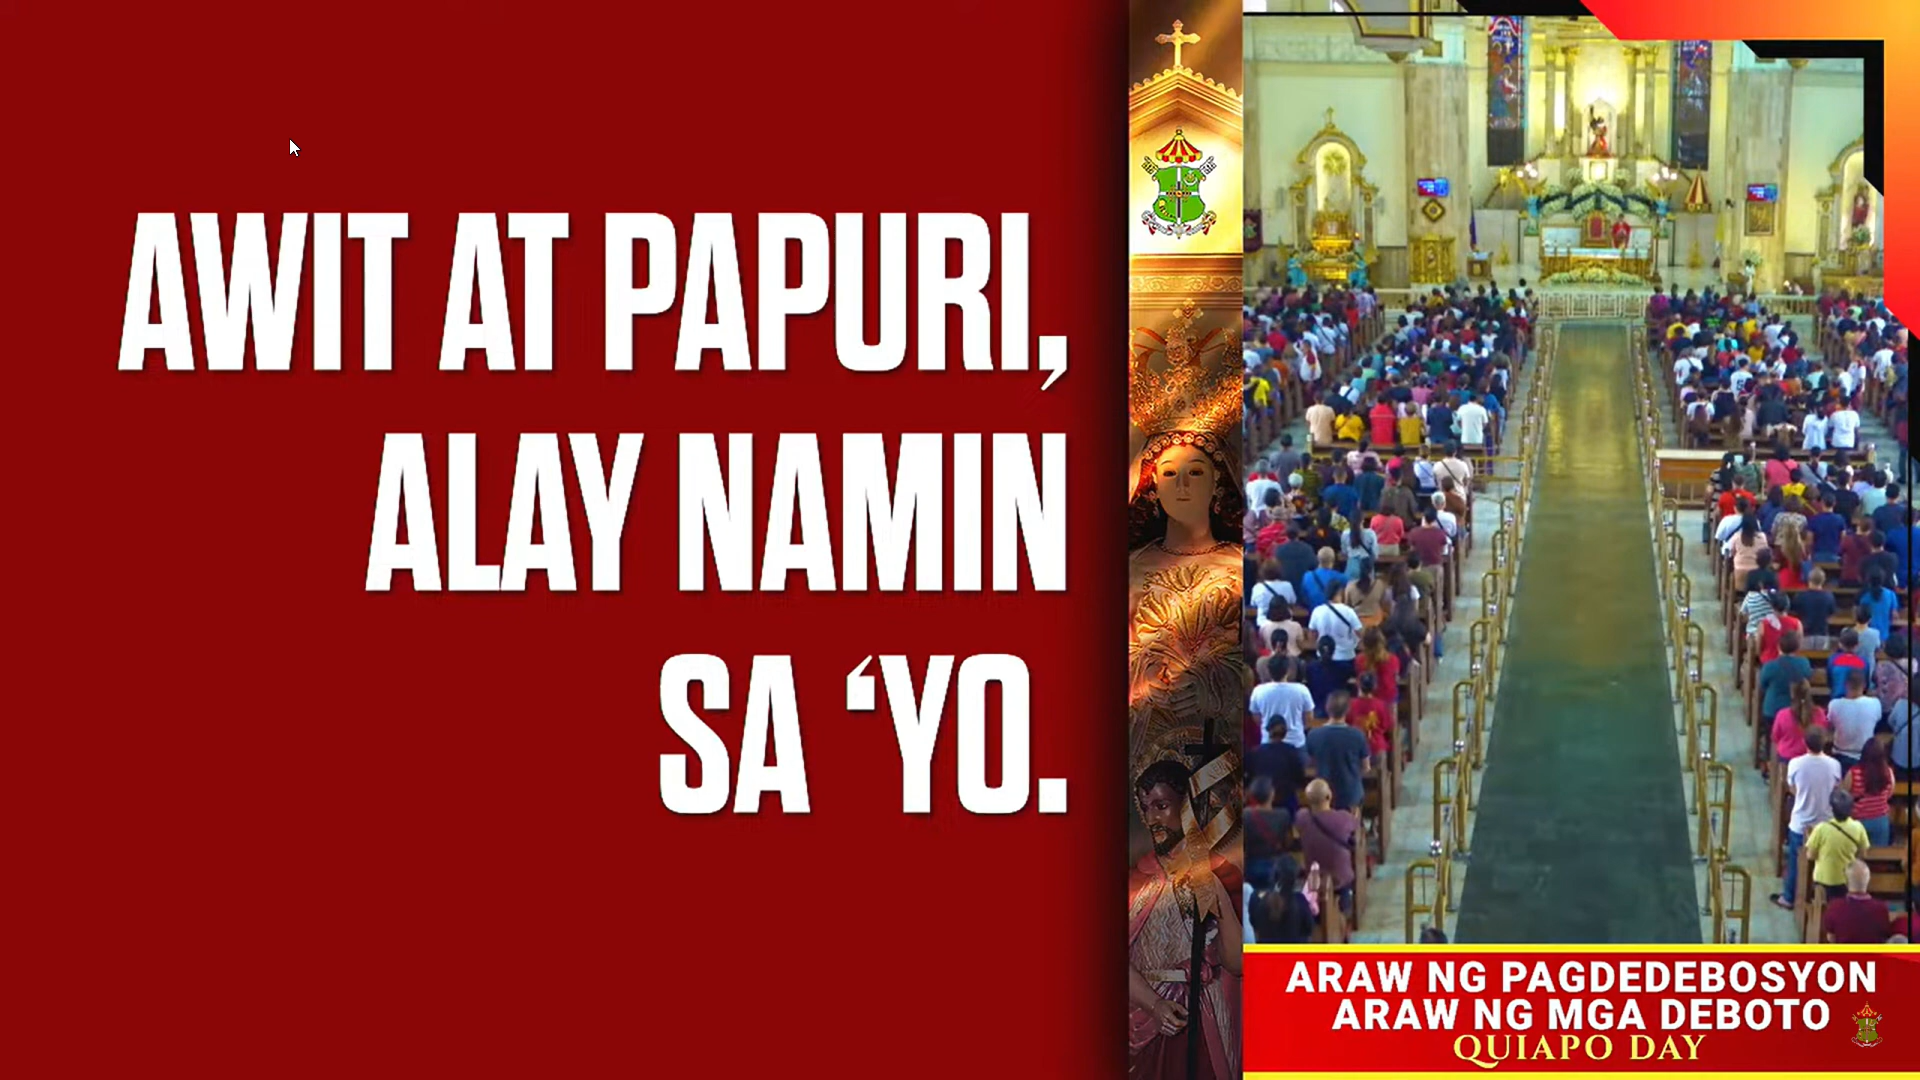 AWIT AT PAPURI,
ALAY NAMIN
SA ‘YO.
ARAW NG PAGDEDEBOSYON
ARAW NG MGA DEBOTO
QUIAPO DAY